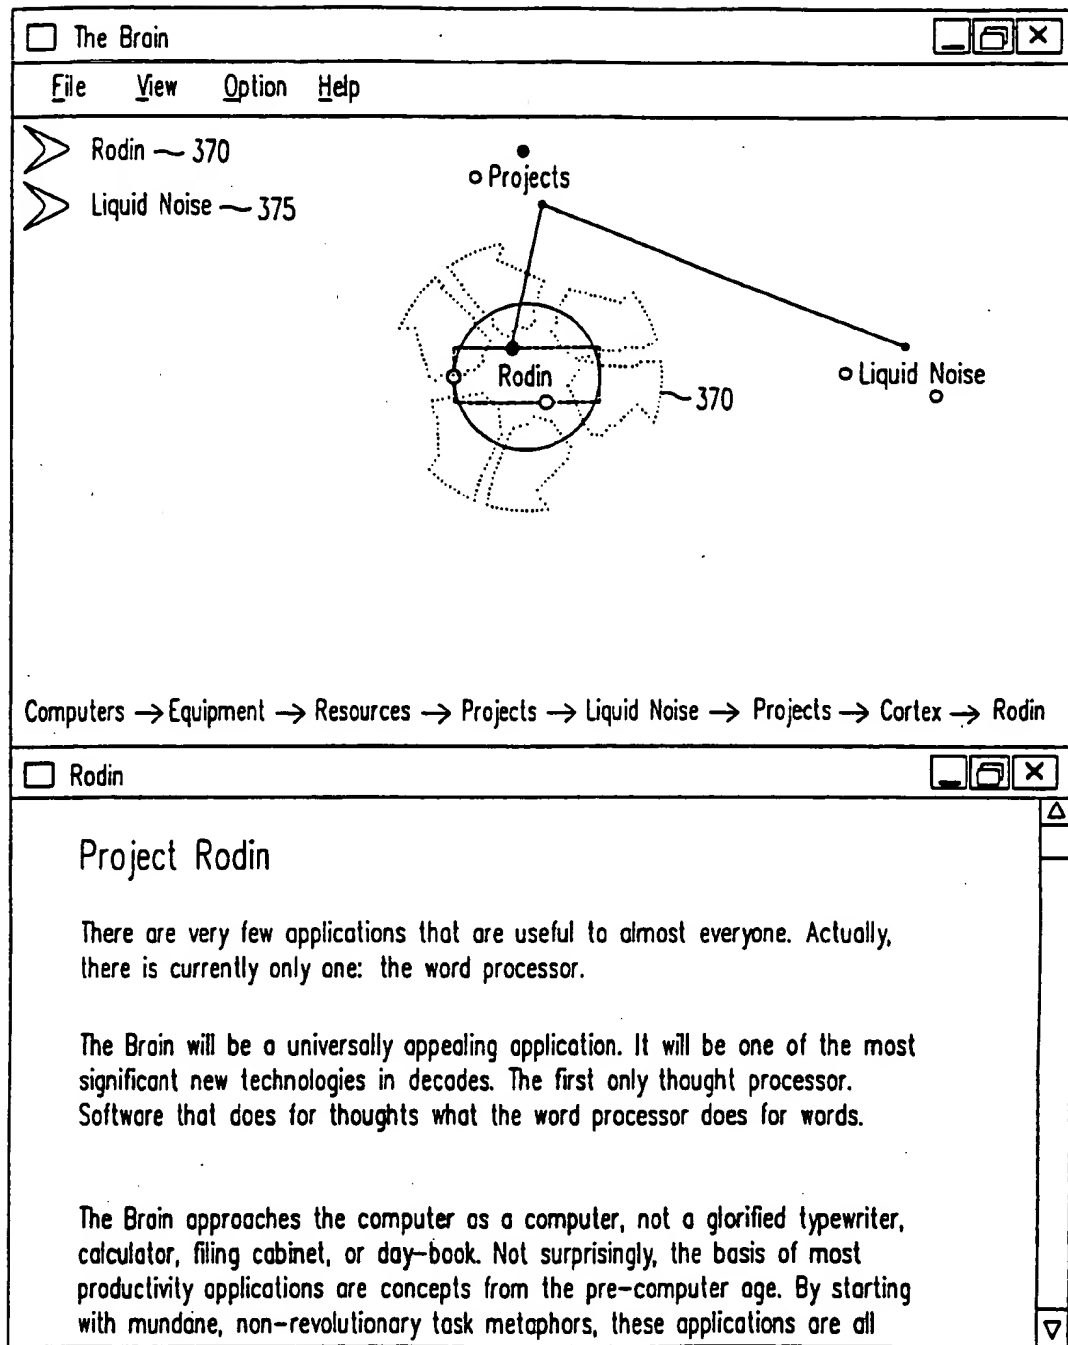 The Brain
File View Option Help
Rodin 370
Liquid Noise 375
Projects
Rodin
370
Liquid Noise
Computers → Equipment → Resources → Projects → Liquid Noise → Projects → Cortex → Rodin
Rodin
Project Rodin
There are very few applications that are useful to almost everyone. Actually,
there is currently only one: the word processor.
The Brain will be a universally appealing application. It will be one of the most
significant new technologies in decades. The first only thought processor.
Software that does for thoughts what the word processor does for words.
The Brain approaches the computer as a computer, not a glorified typewriter,
calculator, filing cabinet, or day-book. Not surprisingly, the basis of most
productivity applications are concepts from the pre-computer age. By starting
with mundane, non-revolutionary task metaphors, these applications are all